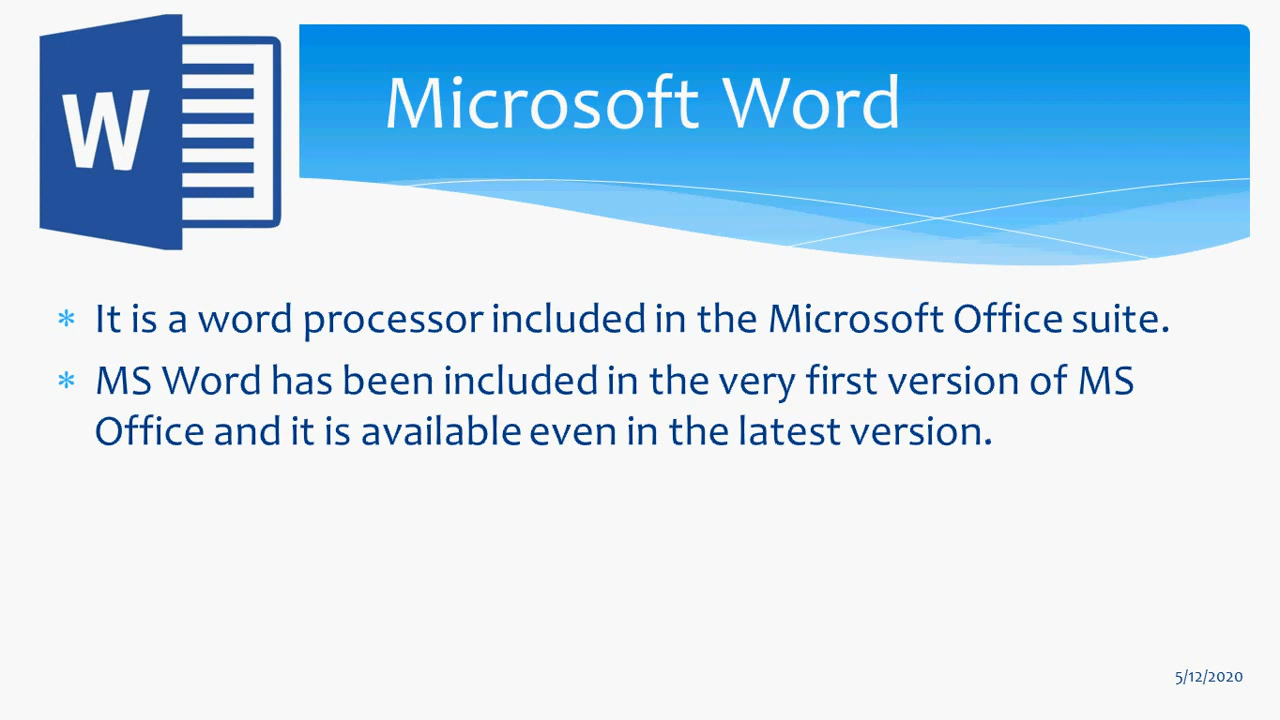 W
Microsoft Word
* It is a word processor included in the Microsoft Office suite.
* MS Word has been included in the very first version of MS
Office and it is available even in the latest version.
5/12/2020